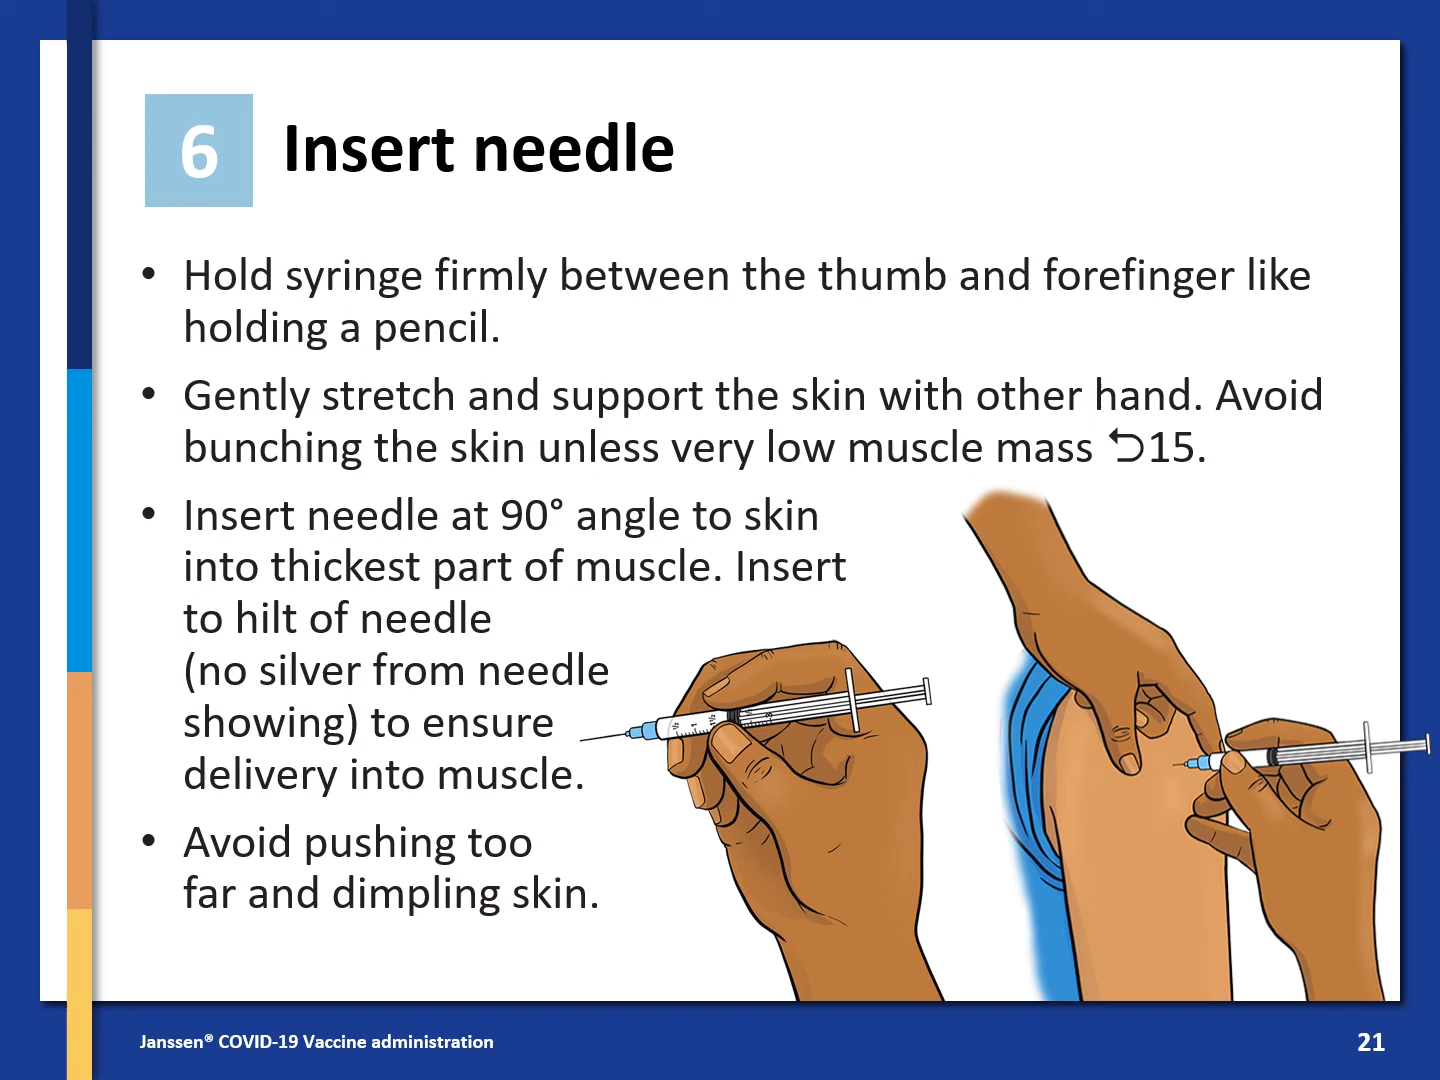 6
Insert needle
• Hold syringe firmly between the thumb and forefinger like
holding a pencil.
• Gently stretch and support the skin with other hand. Avoid
bunching the skin unless very low muscle mass ⮌15.
• Insert needle at 90° angle to skin
into thickest part of muscle. Insert
to hilt of needle
(no silver from needle
showing) to ensure
delivery into muscle.
• Avoid pushing too
far and dimpling skin.
Janssen® COVID-19 Vaccine administration
21